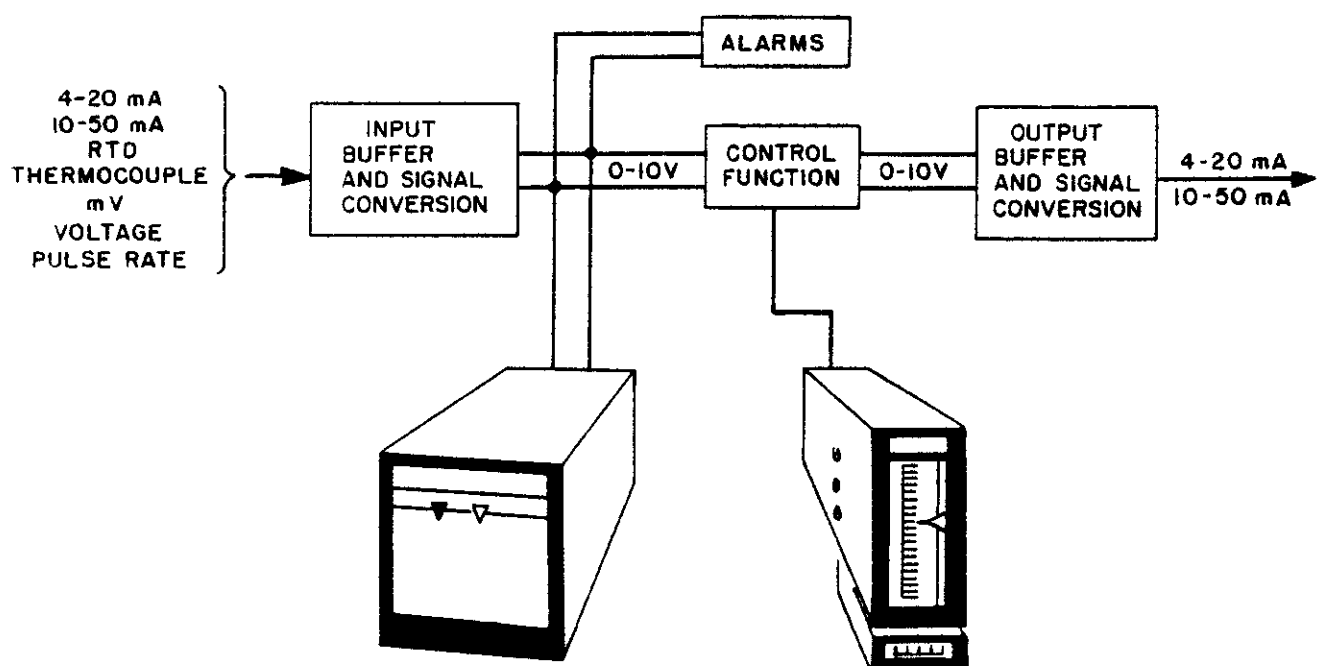 ALARMS
4-20 mA
10-50 mA
RTD
THERMOCOUPLE
mV
VOLTAGE
PULSE RATE
INPUT
BUFFER
AND SIGNAL
CONVERSION
0-10V
CONTROL
FUNCTION
0-10V
OUTPUT
BUFFER
AND SIGNAL
CONVERSION
4-20 mA
10-50 mA